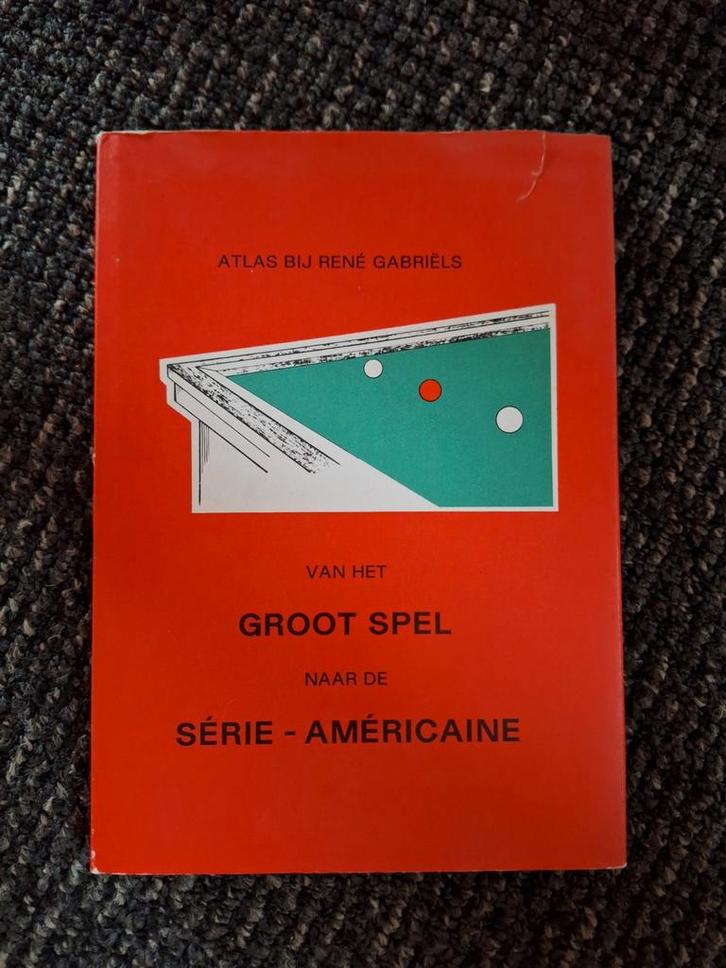 ATLAS BIJ RENÉ GABRIËLS
VAN HET
GROOT SPEL
NAAR DE
SÉRIE - AMÉRICAINE